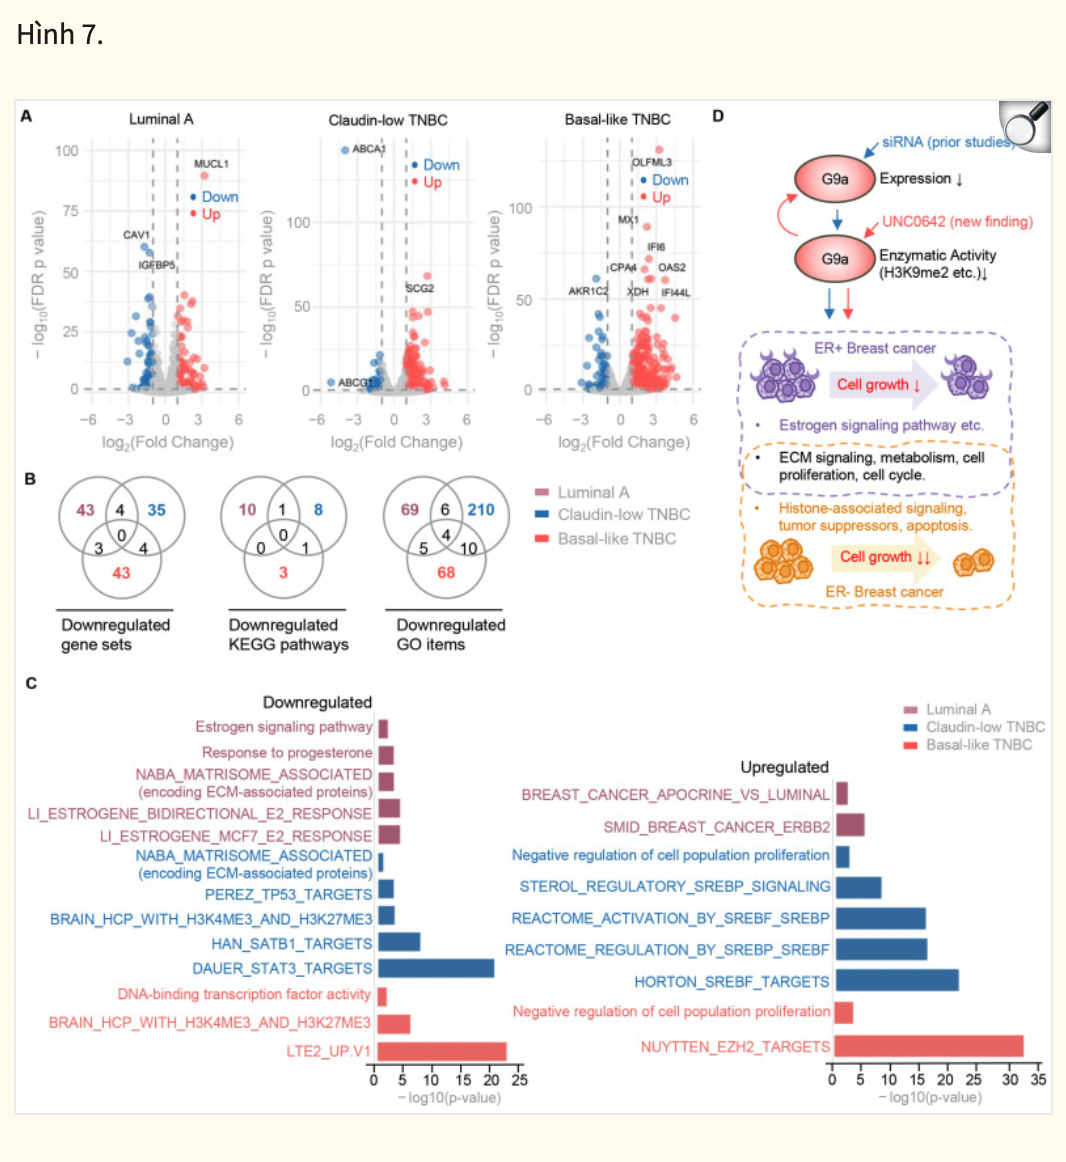 Hình 7.
A
Luminal A
100
75
50
25
0
−6
−3
0
3
6
MUCL1
Down
Up
CAV1
IGFBP5
− log10(FDR p value)
log2(Fold Change)
Claudin-low TNBC
100
50
0
−6
−3
0
3
6
ABCA1
Down
Up
SCG2
ABCG1
− log10(FDR p value)
log2(Fold Change)
Basal-like TNBC
100
50
0
−6
−3
0
3
6
OLFML3
Down
Up
MX1
IFI6
CPA4
OAS2
AKR1C2
XDH
IFI44L
− log10(FDR p value)
log2(Fold Change)
D
siRNA (prior studies)
G9a
Expression ↓
UNC0642 (new finding)
G9a
Enzymatic Activity
(H3K9me2 etc.)↓
ER+ Breast cancer
Cell growth ↓
• Estrogen signaling pathway etc.
• ECM signaling, metabolism, cell
proliferation, cell cycle.
• Histone-associated signaling,
tumor suppressors, apoptosis.
Cell growth ↓↓
ER- Breast cancer
B
43 4 35
0
3 4
43
Downregulated
gene sets
10 1 8
0
0 1
3
Downregulated
KEGG pathways
69 6 210
4
5 10
68
Downregulated
GO items
Luminal A
Claudin-low TNBC
Basal-like TNBC
C
Downregulated
Estrogen signaling pathway
Response to progesterone
NABA_MATRISOME_ASSOCIATED
(encoding ECM-associated proteins)
LI_ESTROGENE_BIDIRECTIONAL_E2_RESPONSE
LI_ESTROGENE_MCF7_E2_RESPONSE
NABA_MATRISOME_ASSOCIATED
(encoding ECM-associated proteins)
PEREZ_TP53_TARGETS
BRAIN_HCP_WITH_H3K4ME3_AND_H3K27ME3
HAN_SATB1_TARGETS
DAUER_STAT3_TARGETS
DNA-binding transcription factor activity
BRAIN_HCP_WITH_H3K4ME3_AND_H3K27ME3
LTE2_UP.V1
0 5 10 15 20 25
− log10(p-value)
Luminal A
Claudin-low TNBC
Basal-like TNBC
Upregulated
BREAST_CANCER_APOCRINE_VS_LUMINAL
SMID_BREAST_CANCER_ERBB2
Negative regulation of cell population proliferation
STEROL_REGULATORY_SREBP_SIGNALING
REACTOME_ACTIVATION_BY_SREBF_SREBP
REACTOME_REGULATION_BY_SREBP_SREBF
HORTON_SREBF_TARGETS
Negative regulation of cell population proliferation
NUYTTEN_EZH2_TARGETS
0 5 10 15 20 25 30 35
− log10(p-value)